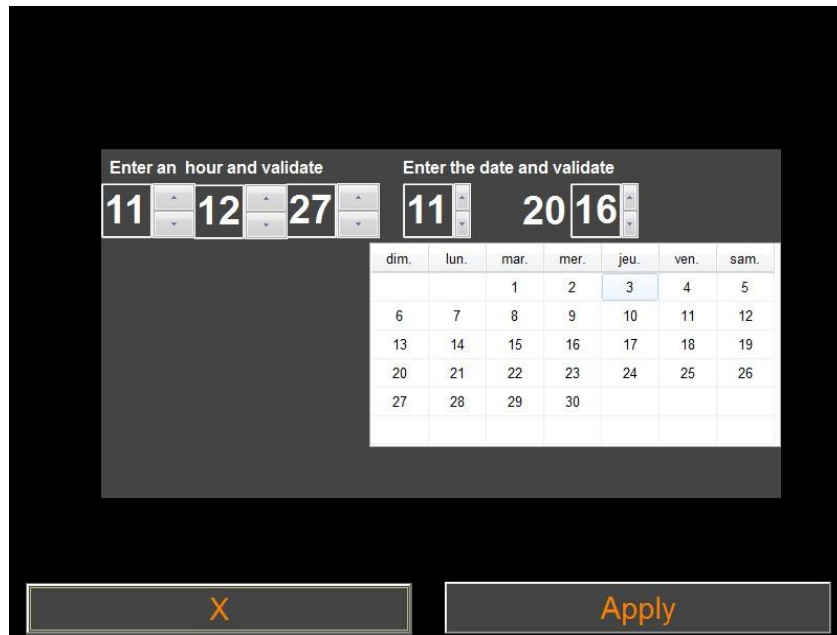 Enter an hour and validate Enter the date and validate
11 12 27 11 20 16
dim. lun. mar. mer. jeu. ven. sam.
1 2 3 4 5
6 7 8 9 10 11 12
13 14 15 16 17 18 19
20 21 22 23 24 25 26
27 28 29 30
X Apply